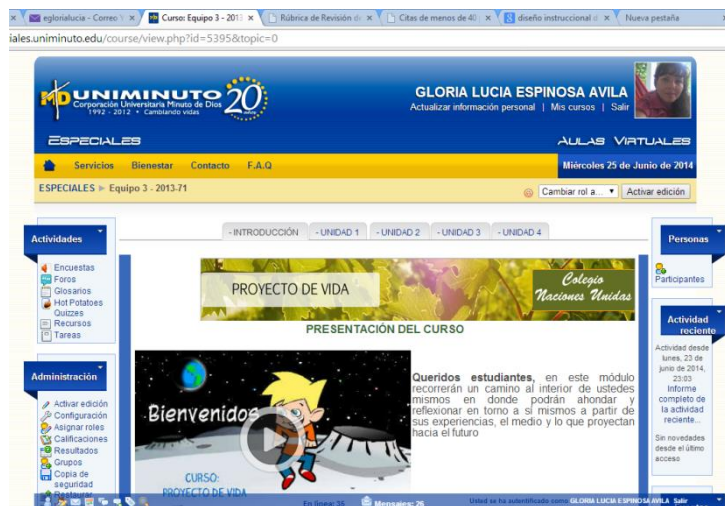 eglorialucia - Correo
Curso: Equipo 3 - 2013
Rúbrica de Revisión de
Citas de menos de 40
diseño instruccional
Nueva pestaña
iales.uniminuto.edu/course/view.php?id=5395&topic=0
UNIMINUTO
Corporación Universitaria Minuto de Dios
1992 - 2012 • Cambiando vidas
20
GLORIA LUCIA ESPINOSA AVILA
Actualizar información personal | Mis cursos | Salir
ESPECIALES
AULAS VIRTUALES
Servicios Bienestar Contacto F.A.Q
Miércoles 25 de Junio de 2014
ESPECIALES ► Equipo 3 - 2013-71
Cambiar rol a...
Activar edición
- INTRODUCCIÓN - UNIDAD 1 - UNIDAD 2 - UNIDAD 3 - UNIDAD 4
Actividades
Encuestas
Foros
Glosarios
Hot Potatoes
Quizzes
Recursos
Tareas
Administración
Activar edición
Configuración
Asignar roles
Calificaciones
Resultados
Grupos
Copia de
seguridad
Restaurar
PROYECTO DE VIDA
Colegio
Naciones Unidas
PRESENTACIÓN DEL CURSO
Bienvenidos
CURSO:
PROYECTO DE VIDA
Queridos estudiantes, en este módulo
recorrerán un camino al interior de ustedes
mismos en donde podrán ahondar y
reflexionar en torno a sí mismos a partir de
sus experiencias, el medio y lo que proyectan
hacia el futuro
Personas
Participantes
Actividad
reciente
Actividad desde
lunes, 23 de
junio de 2014,
23:03
Informe
completo de
la actividad
reciente...
Sin novedades
desde el último
acceso
En línea: 36
Mensajes: 26
Usted se ha autentificado como GLORIA LUCIA ESPINOSA AVILA Salir